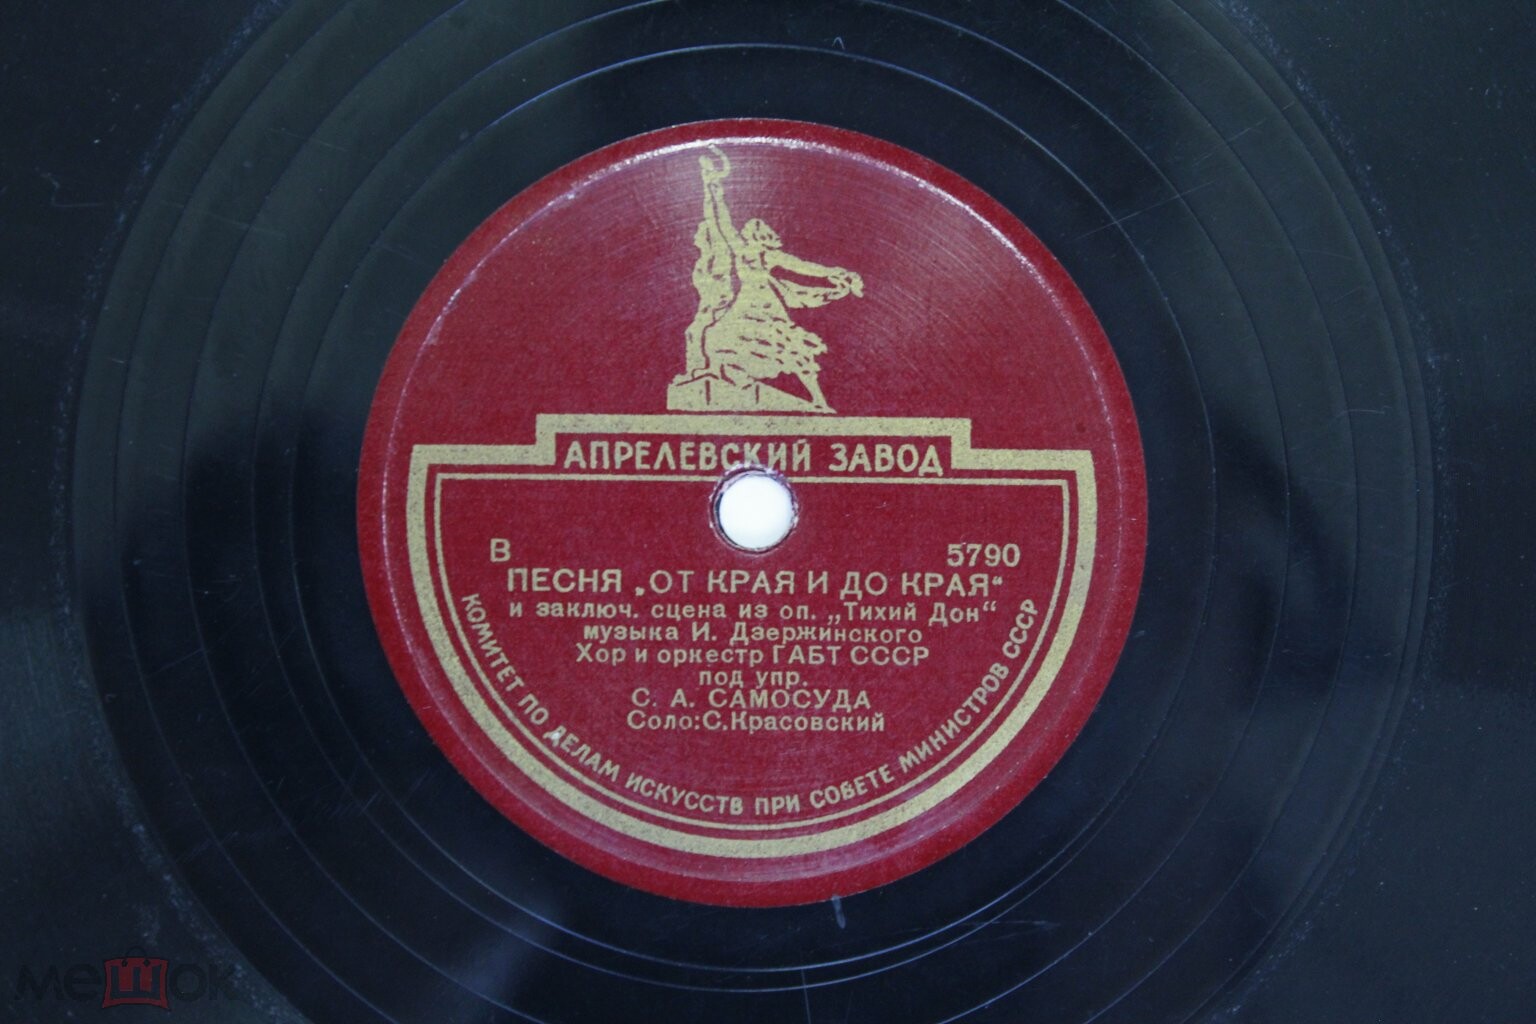 АПРЕЛЕВСКИЙ ЗАВОД
В 5790
ПЕСНЯ „ОТ КРАЯ И ДО КРАЯ“
и заключ. сцена из оп. „Тихий Дон“
музыка И. Дзержинского
Хор и оркестр ГАБТ СССР
под упр.
С. А. САМОСУДА
Соло:С.Красовский
КОМИТЕТ ПО ДЕЛАМ ИСКУССТВ ПРИ СОВЕТЕ МИНИСТРОВ СССР
мешок